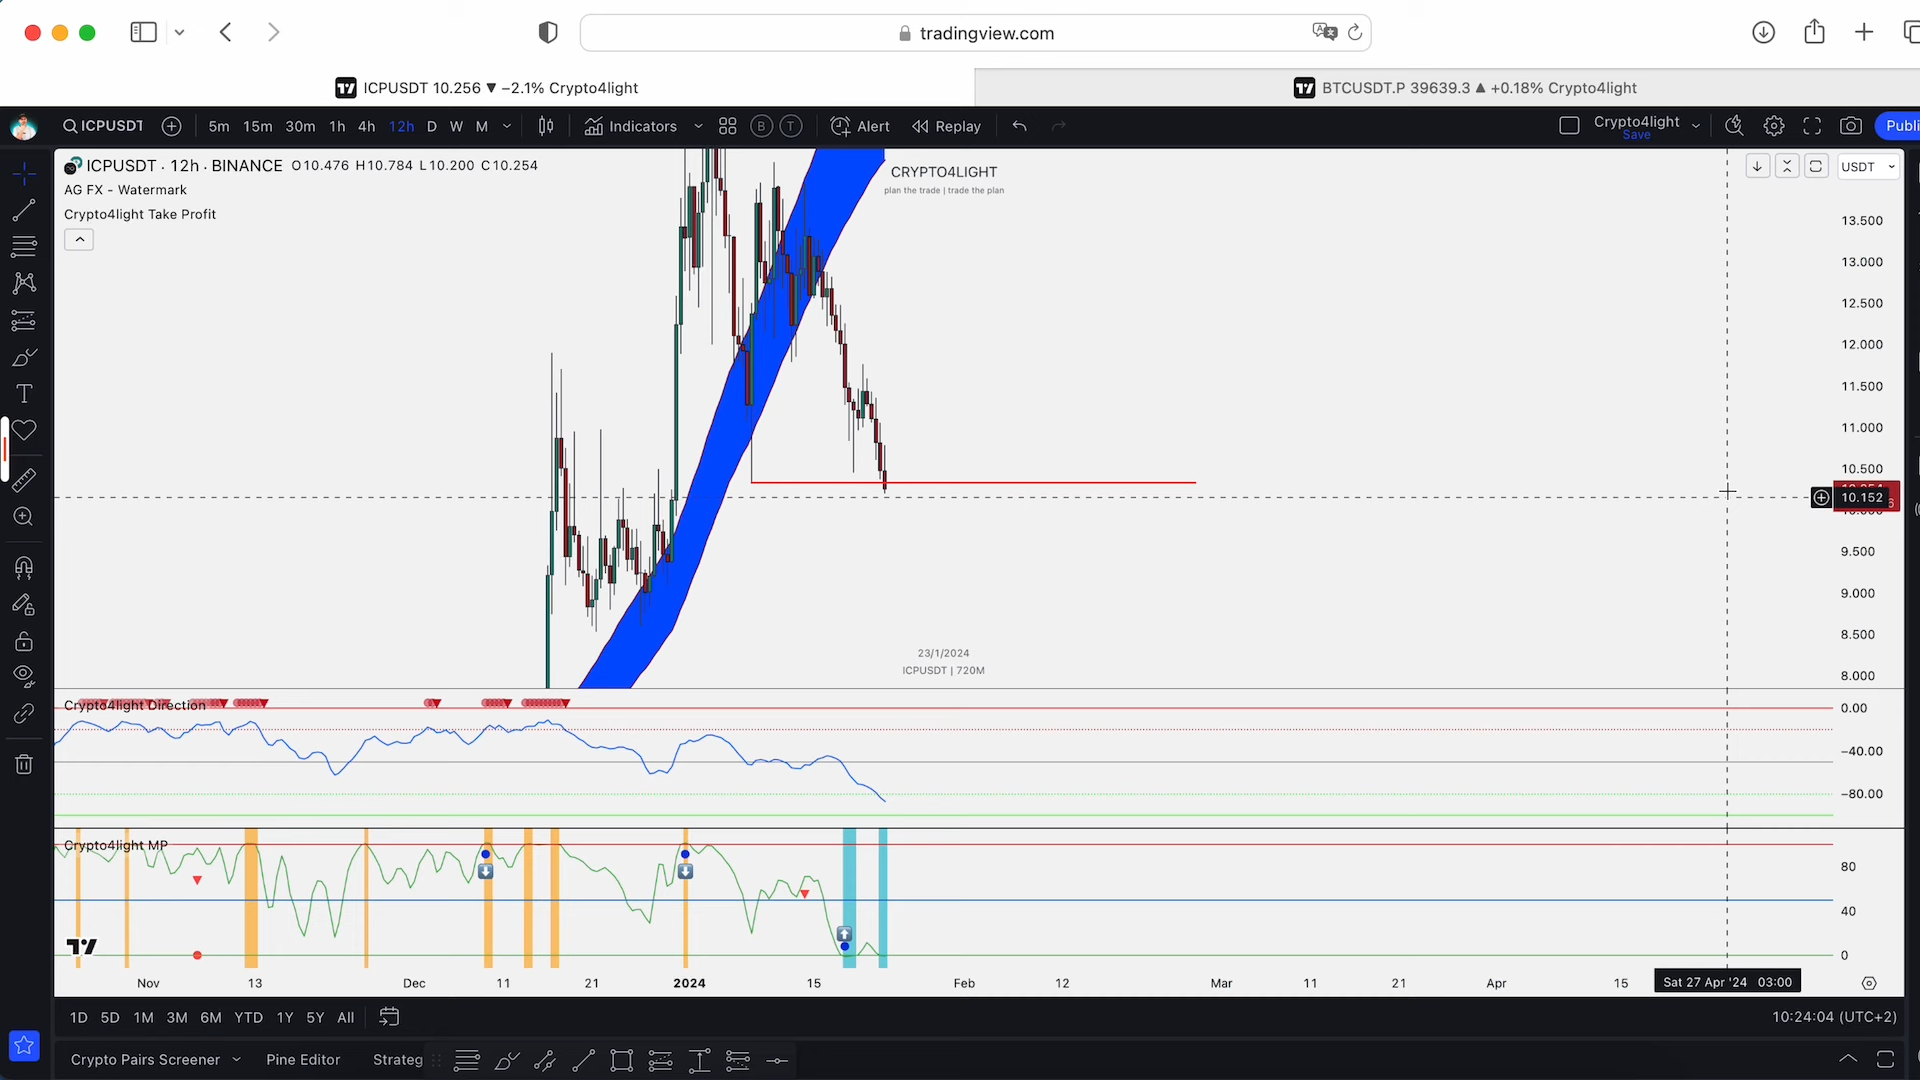 tradingview.com
ICPUSDT 10.256 ▼ −2.1% Crypto4light
BTCUSDT.P 39639.3 ▲ +0.18% Crypto4light
ICPUSDT
5m 15m 30m 1h 4h 12h D W M
Indicators
B T
Alert
Replay
Crypto4light
Save
Publi
ICPUSDT · 12h · BINANCE O10.476 H10.784 L10.200 C10.254
AG FX - Watermark
Crypto4light Take Profit
CRYPTO4LIGHT
plan the trade | trade the plan
USDT
13.500
13.000
12.500
12.000
11.500
11.000
10.500
10.152
9.500
9.000
8.500
8.000
23/1/2024
ICPUSDT | 720M
Crypto4light Direction
0.00
−40.00
−80.00
Crypto4light MP
80
40
0
Nov 13 Dec 11 21 2024 15 Feb 12 Mar 11 21 Apr 15 Sat 27 Apr '24 03:00
1D 5D 1M 3M 6M YTD 1Y 5Y All
10:24:04 (UTC+2)
Crypto Pairs Screener Pine Editor Strateg